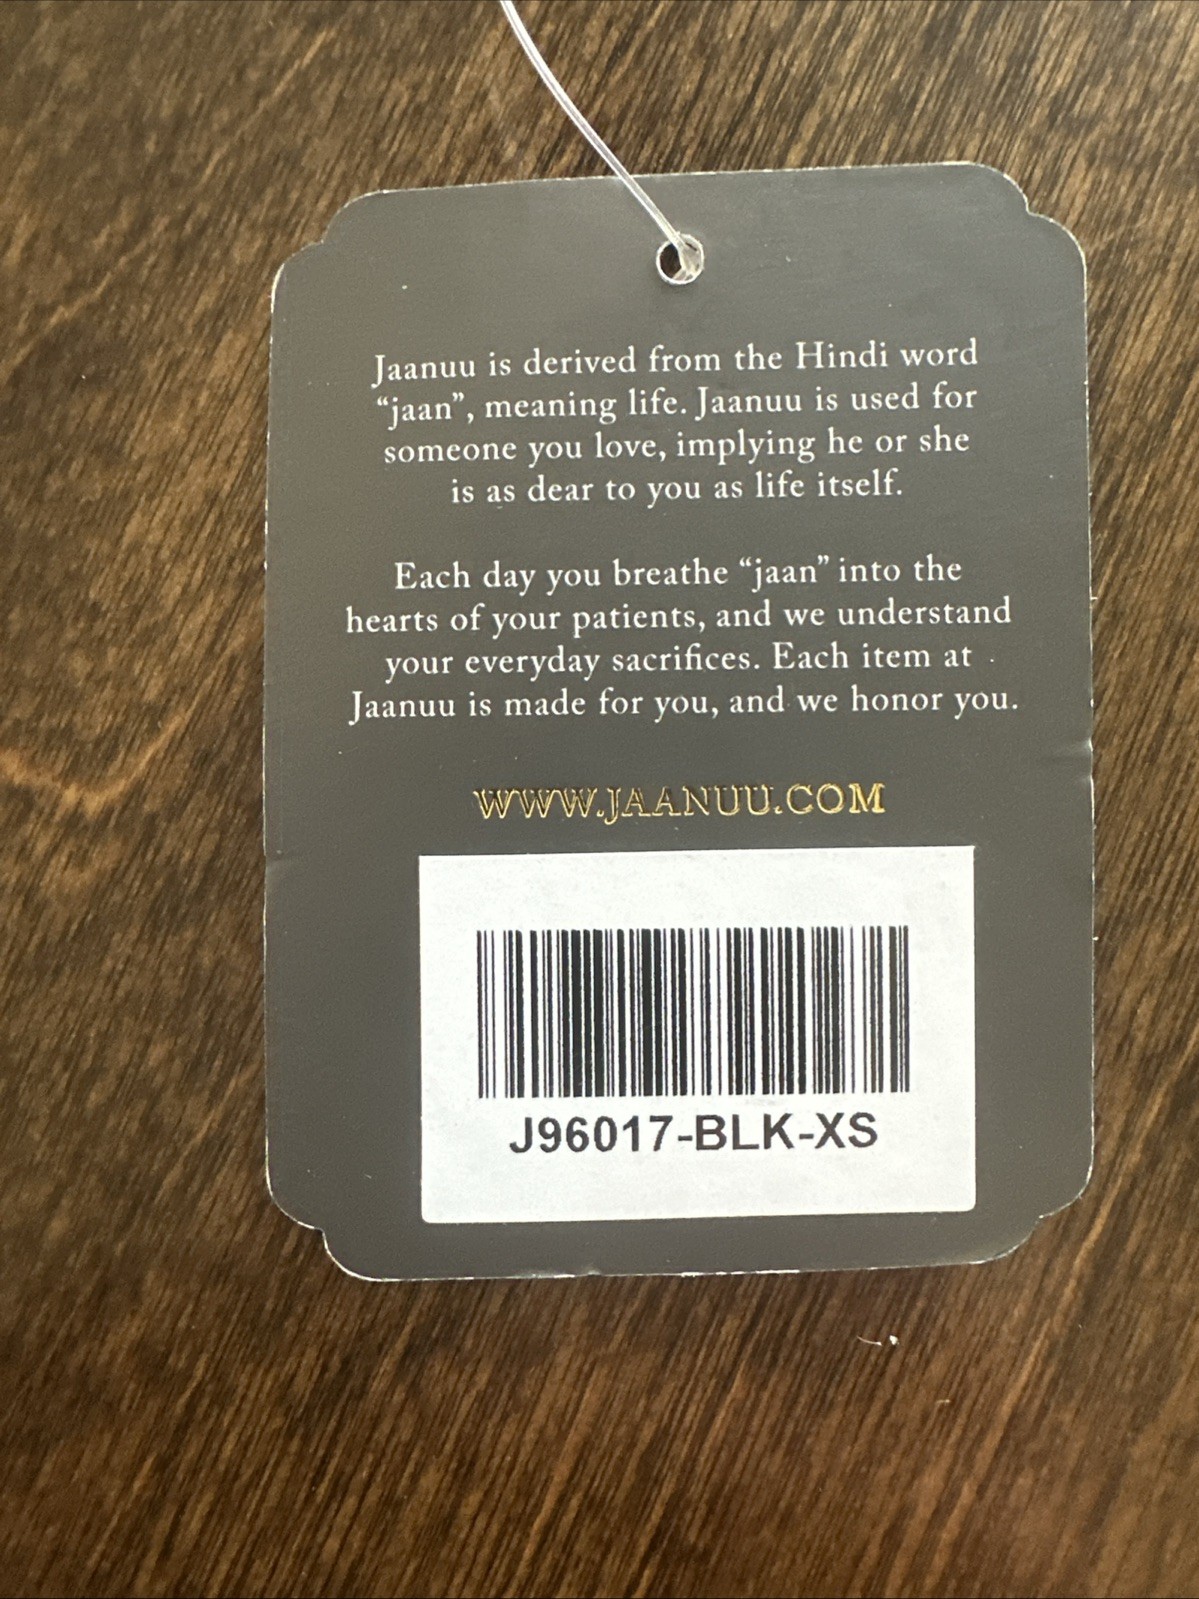 Jaanuu is derived from the Hindi word
“jaan”, meaning life. Jaanuu is used for
someone you love, implying he or she
is as dear to you as life itself.
Each day you breathe “jaan” into the
hearts of your patients, and we understand
your everyday sacrifices. Each item at
Jaanuu is made for you, and we honor you.
WWW.JAANUU.COM
J96017-BLK-XS